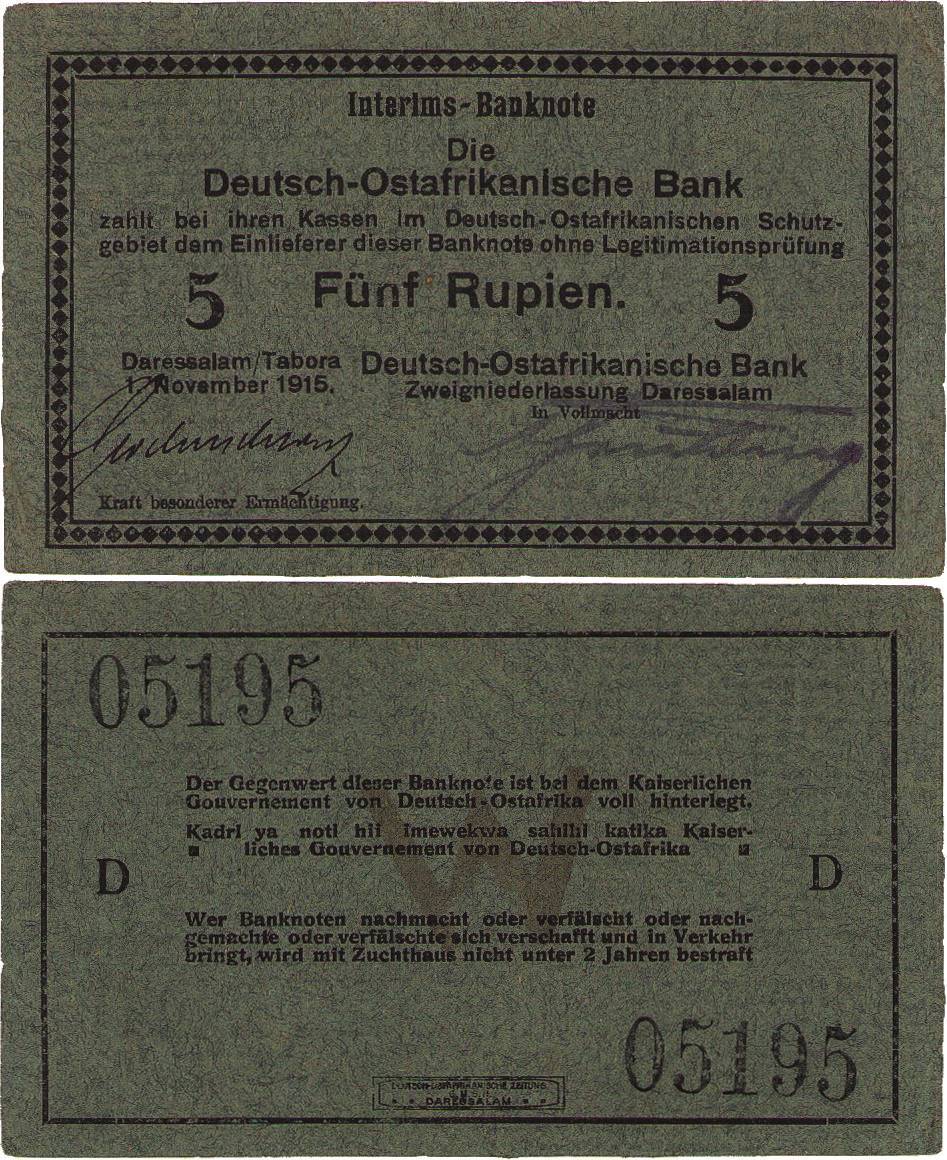 Interims-Banknote
Die
Deutsch-Ostafrikanische Bank
zahlt bei ihren Kassen im Deutsch-Ostafrikanischen Schutz-
gebiet dem Einlieferer dieser Banknote ohne Legitimationsprüfung
5 Fünf Rupien. 5
Daressalam/Tabora
1. November 1915.
Deutsch-Ostafrikanische Bank
Zweigniederlassung Daressalam
In Vollmacht
Kraft besonderer Ermächtigung.
05195
Der Gegenwert dieser Banknote ist bei dem Kaiserlichen
Gouvernement von Deutsch-Ostafrika voll hinterlegt.
Kadri ya noti hii imewekwa sahihi katika Kaiser-
liches Gouvernement von Deutsch-Ostafrika
D D
W
Wer Banknoten nachmacht oder verfälscht oder nach-
gemachte oder verfälschte sich verschafft und in Verkehr
bringt, wird mit Zuchthaus nicht unter 2 Jahren bestraft
05195
DEUTSCH-OSTAFRIKANISCHE ZEITUNG
G.M.B.H.
DARESSALAM